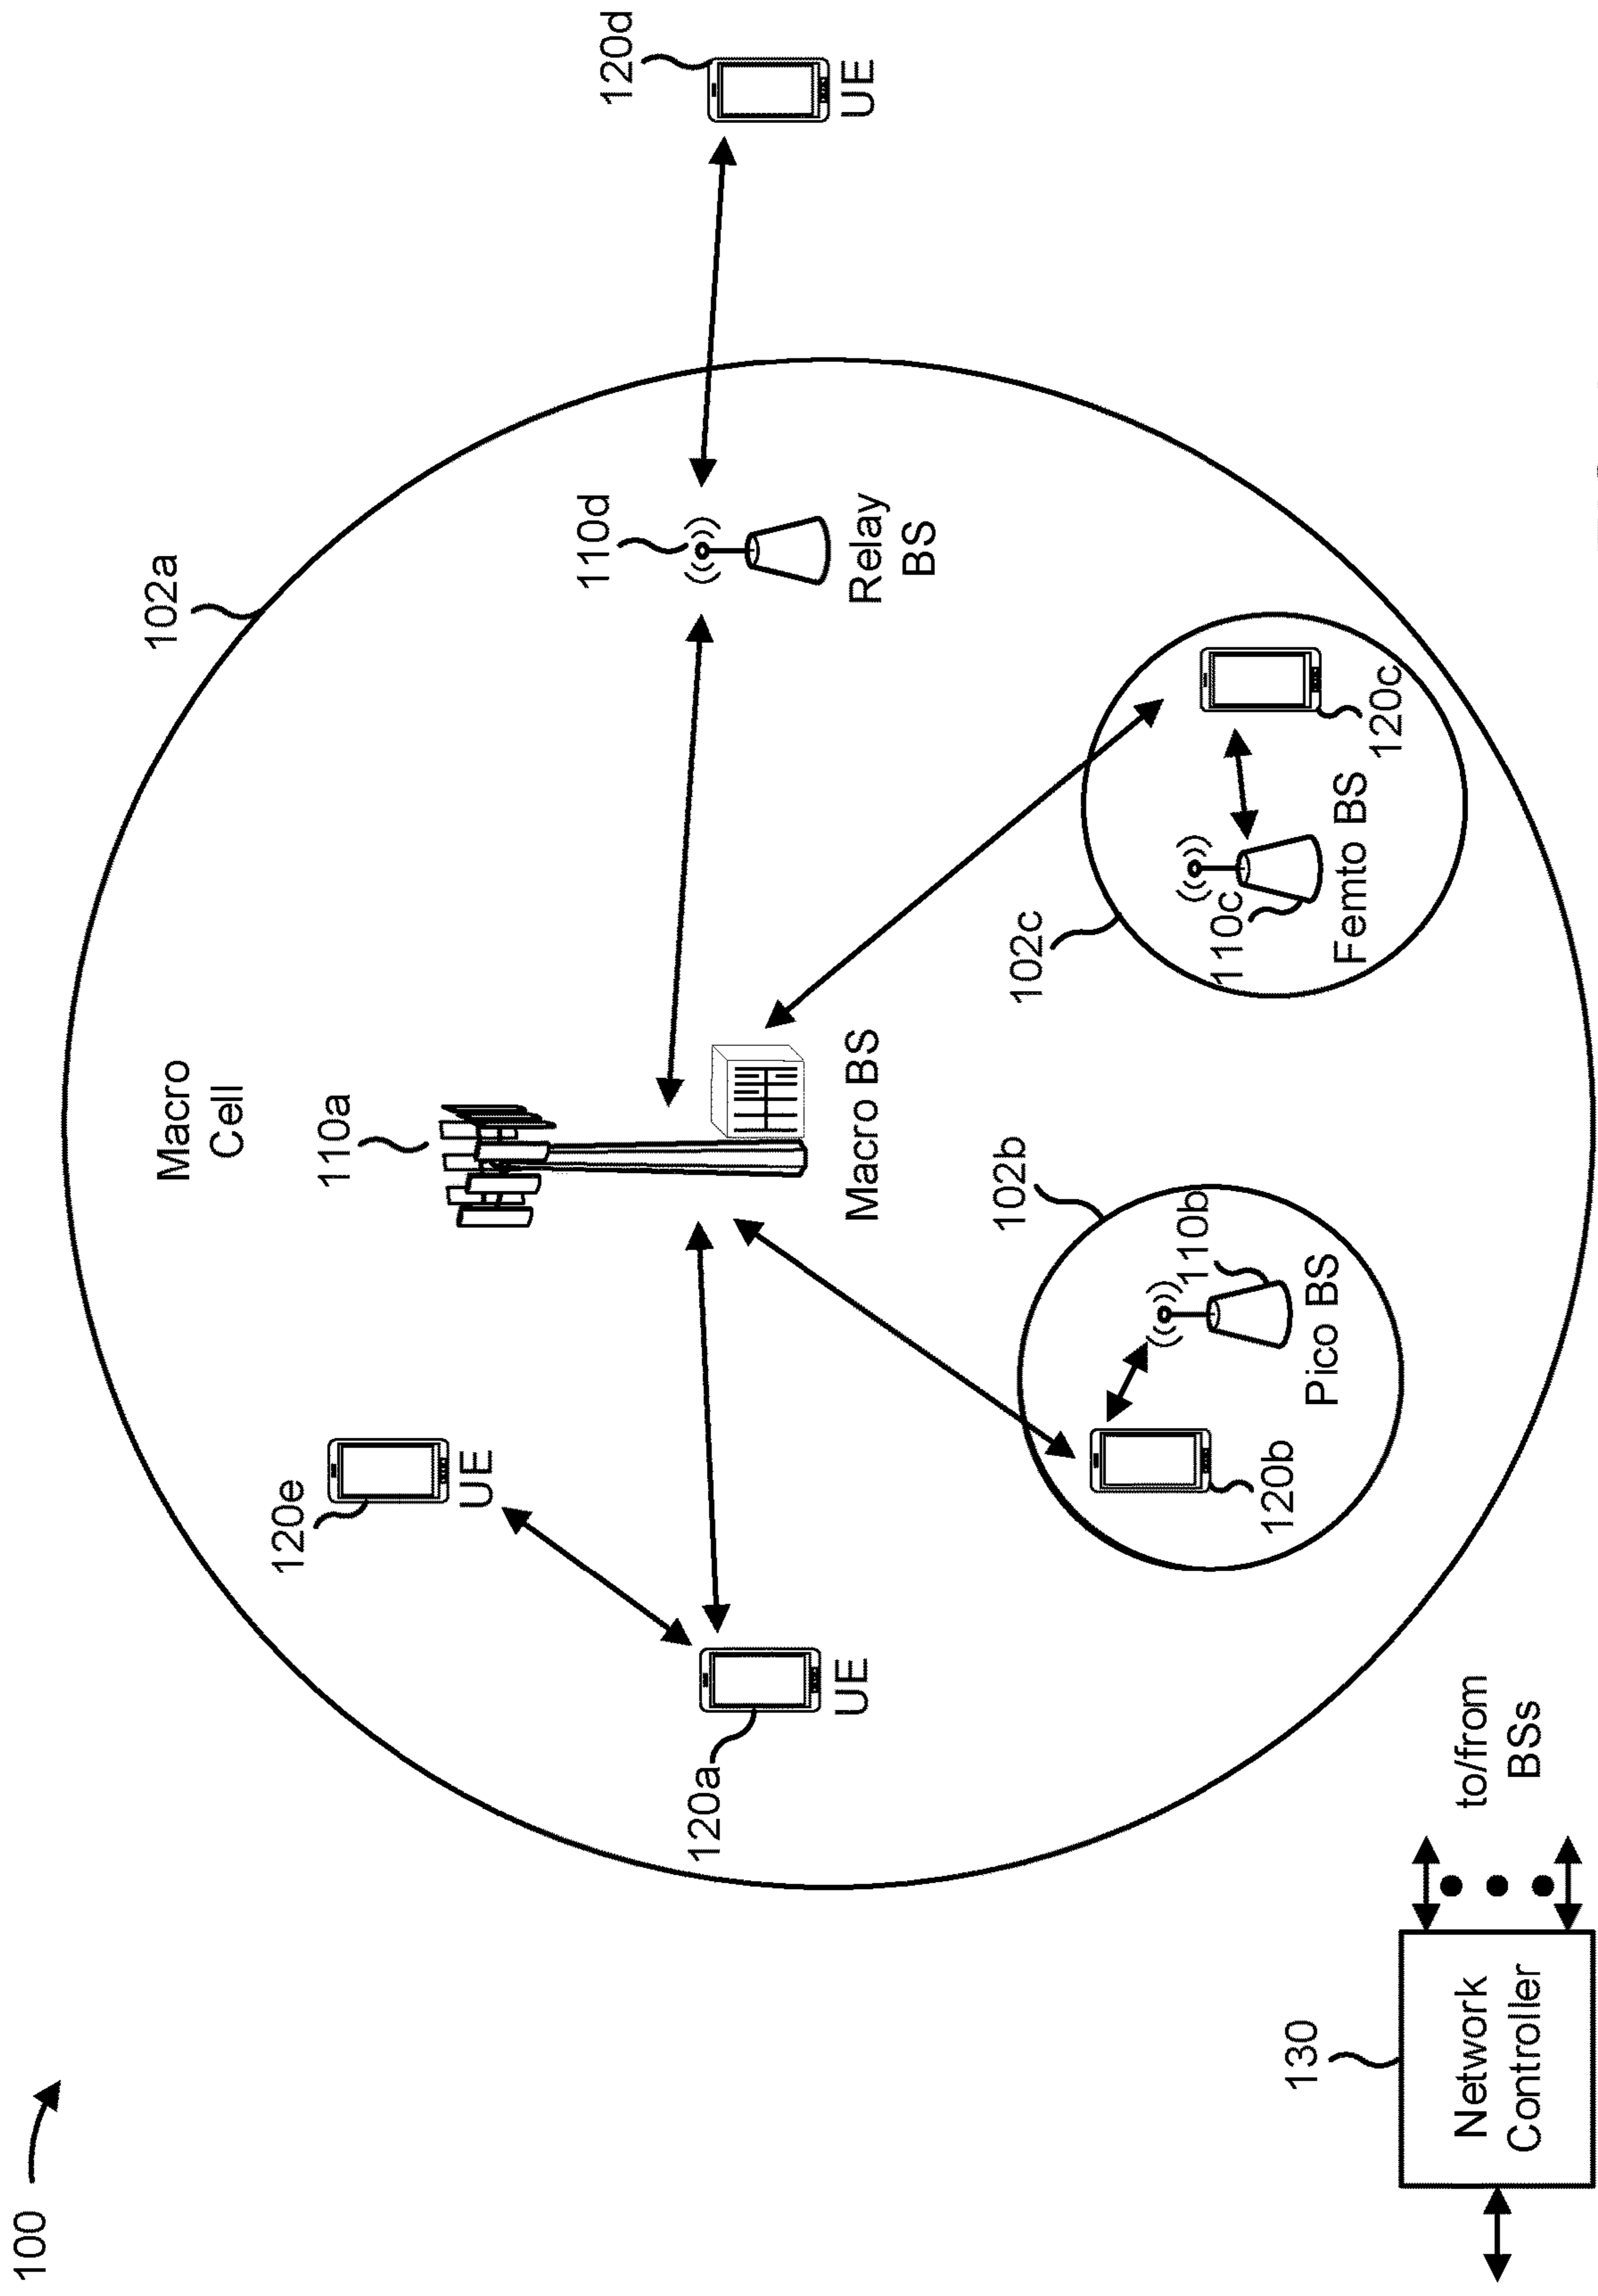 100
102a
Macro
Cell
110a
120d
UE
110d
Relay
BS
120e
UE
Macro BS
120a
UE
102b
110b
Pico BS
120b
102c
110c
Femto BS
120c
130
Network
Controller
to/from
BSs